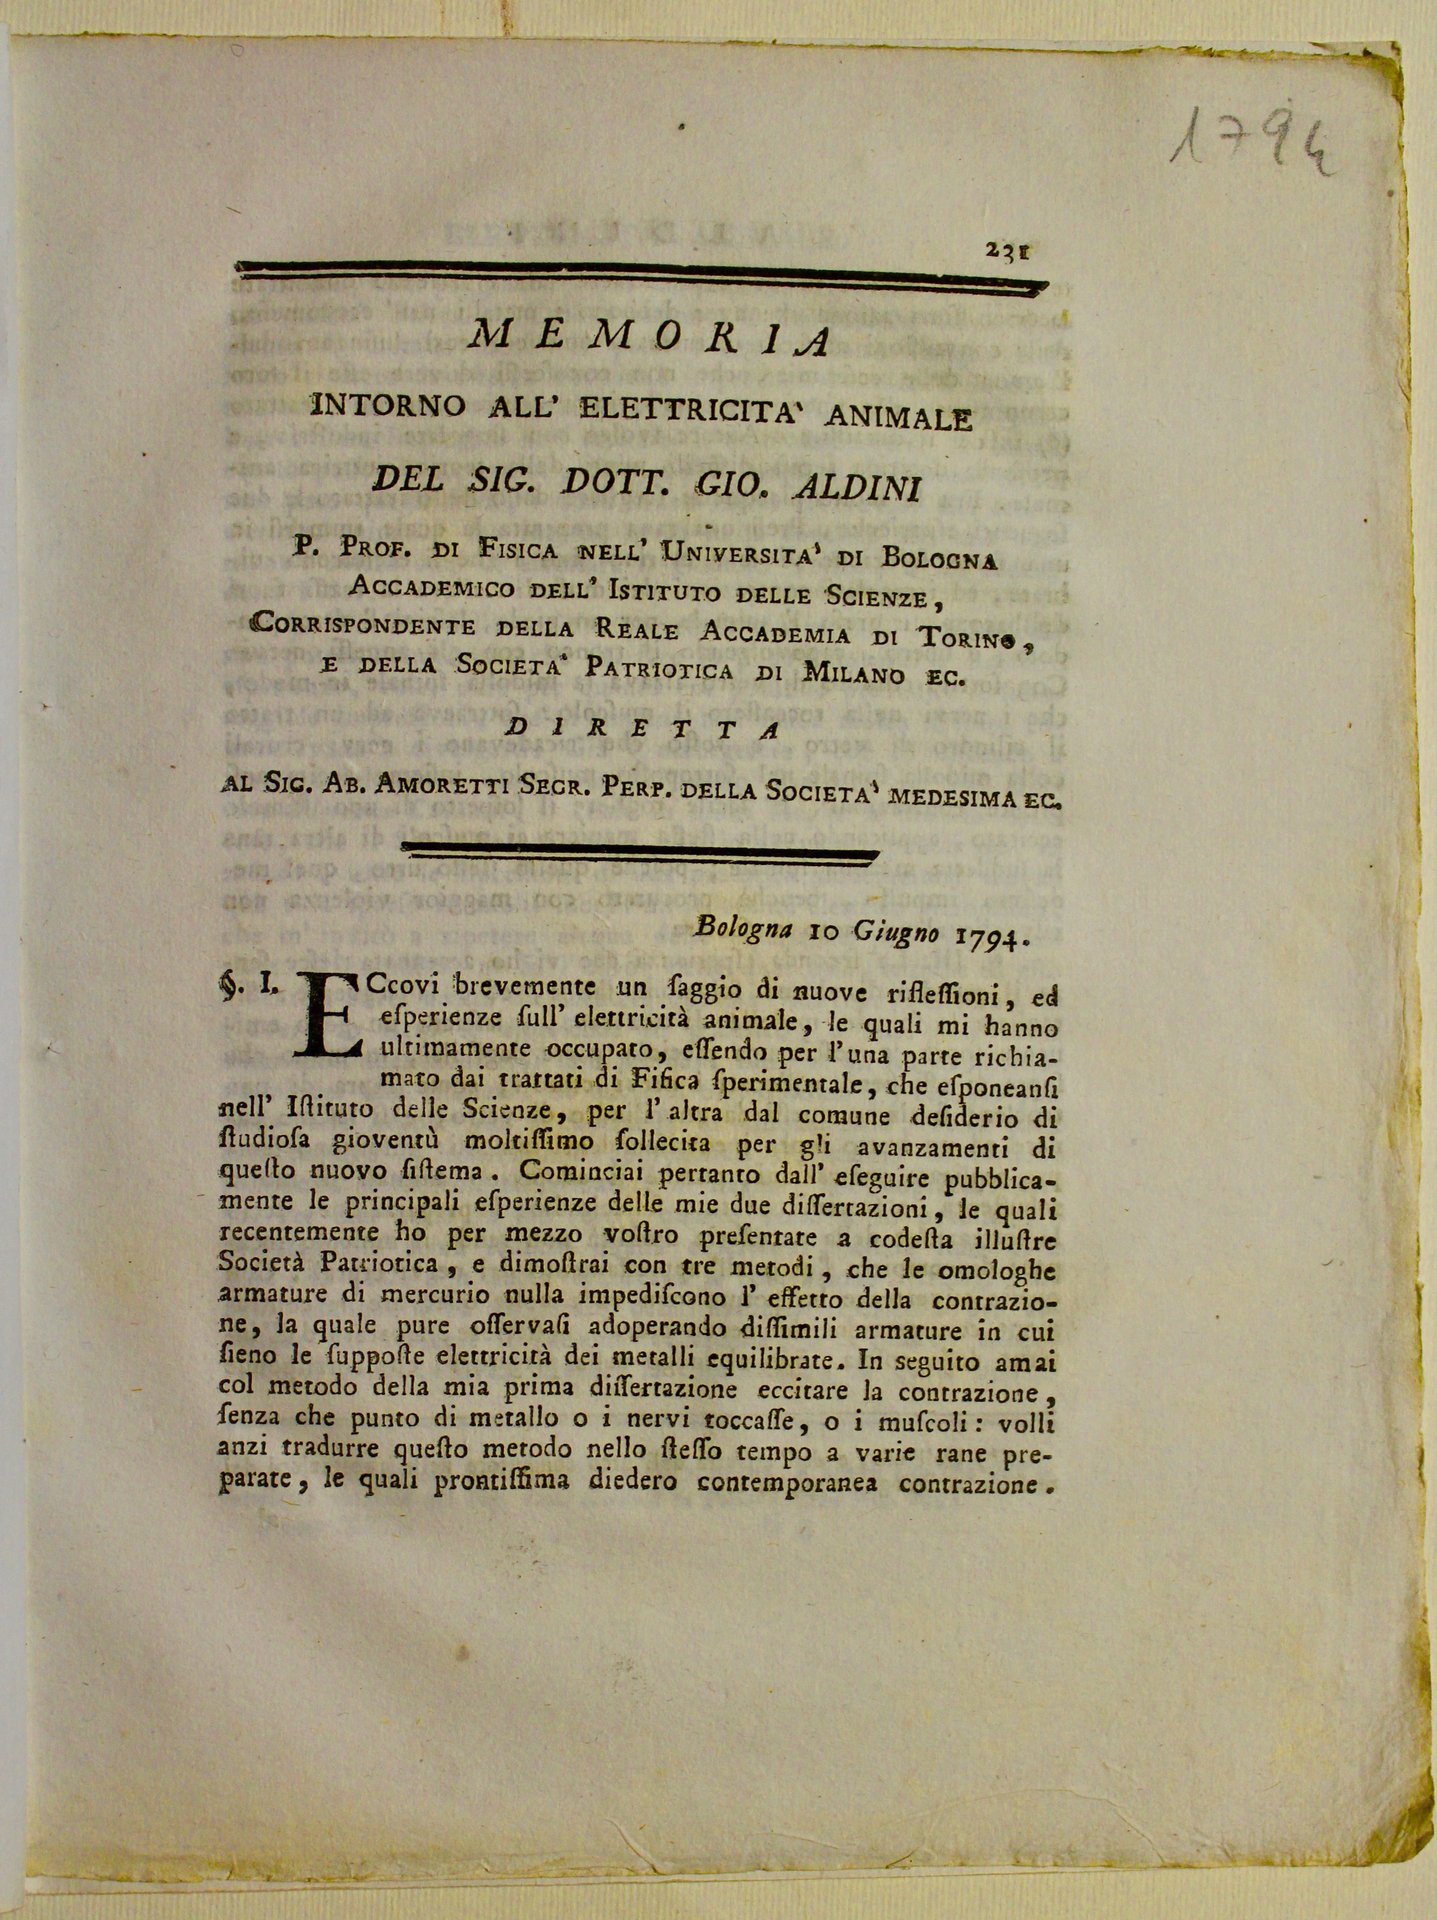 1794
231
MEMORIA
INTORNO ALL' ELETTRICITA' ANIMALE
DEL SIG. DOTT. GIO. ALDINI
P. PROF. DI FISICA NELL' UNIVERSITA' DI BOLOGNA
ACCADEMICO DELL' ISTITUTO DELLE SCIENZE,
CORRISPONDENTE DELLA REALE ACCADEMIA DI TORINO,
E DELLA SOCIETA' PATRIOTICA DI MILANO EC.
DIRETTA
AL SIG. AB. AMORETTI SEGR. PERP. DELLA SOCIETA' MEDESIMA EC.
Bologna 10 Giugno 1794.
§. I. ECcovi brevemente un ſaggio di nuove rifleſſioni, ed
eſperienze ſull' elettricità animale, le quali mi hanno
ultimamente occupato, eſſendo per l'una parte richia-
mato dai trattati di Fiſica ſperimentale, che eſponeanſi
nell' Iſtituto delle Scienze, per l'altra dal comune deſiderio di
ſtudioſa gioventù moltiſſimo ſollecita per gli avanzamenti di
queſto nuovo ſiſtema. Cominciai pertanto dall' eſeguire pubblica-
mente le principali eſperienze delle mie due diſſertazioni, le quali
recentemente ho per mezzo voſtro preſentate a codeſta illuſtre
Società Patriotica, e dimoſtrai con tre metodi, che le omologhe
armature di mercurio nulla impediſcono l' effetto della contrazio-
ne, la quale pure oſſervaſi adoperando diſſimili armature in cui
ſieno le ſuppoſte elettricità dei metalli equilibrate. In seguito amai
col metodo della mia prima diſſertazione eccitare la contrazione,
ſenza che punto di metallo o i nervi toccaſſe, o i muſcoli: volli
anzi tradurre queſto metodo nello ſteſſo tempo a varie rane pre-
parate, le quali prontiſſima diedero contemporanea contrazione.